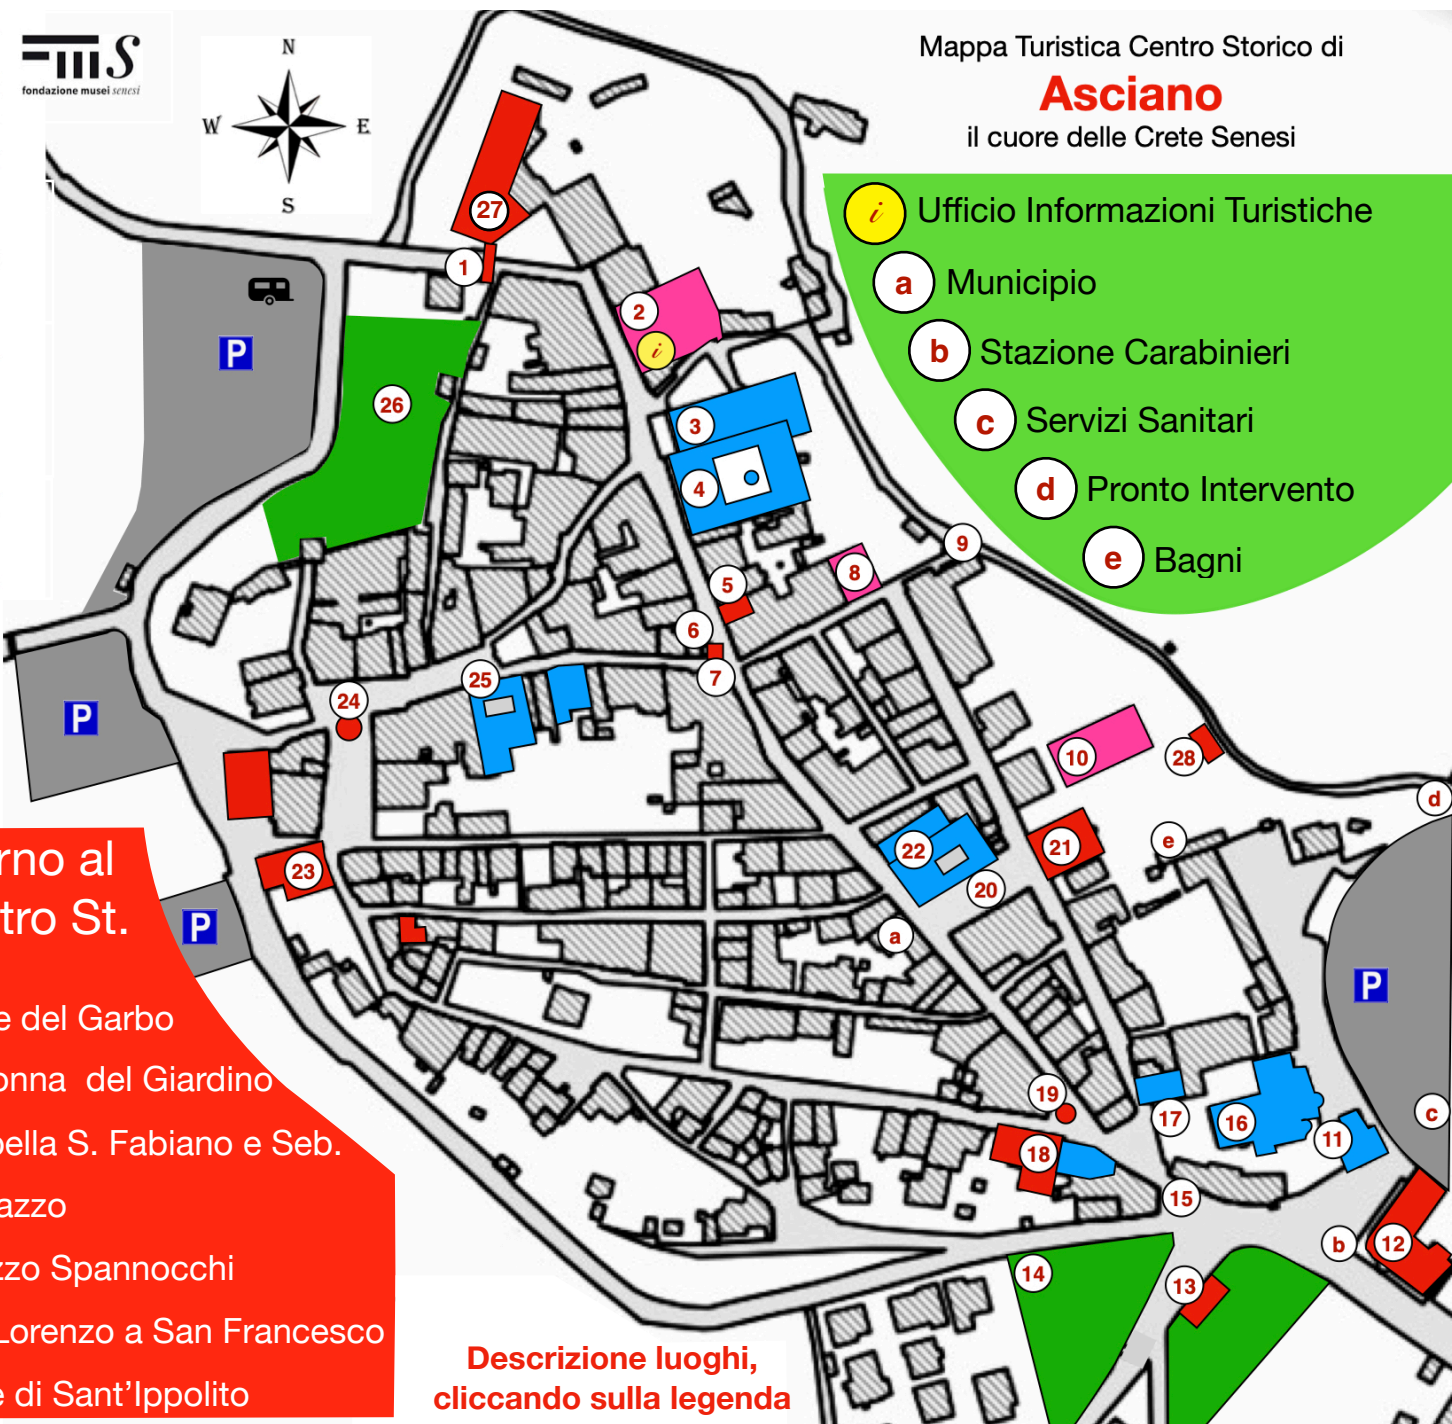 fmS
fondazione musei senesi
N
W
E
S
Mappa Turistica Centro Storico di
Asciano
il cuore delle Crete Senesi
i Ufficio Informazioni Turistiche
a Municipio
b Stazione Carabinieri
c Servizi Sanitari
d Pronto Intervento
e Bagni
27
1
2
i
P
26
3
4
9
5
8
6
7
25
24
P
10
28
d
22
21
e
23
20
P
a
P
19
17
16
11
c
18
15
b
12
14
13
rno al
tro St.
e del Garbo
onna del Giardino
pella S. Fabiano e Seb.
azzo
zzo Spannocchi
Lorenzo a San Francesco
e di Sant'Ippolito
Descrizione luoghi,
cliccando sulla legenda